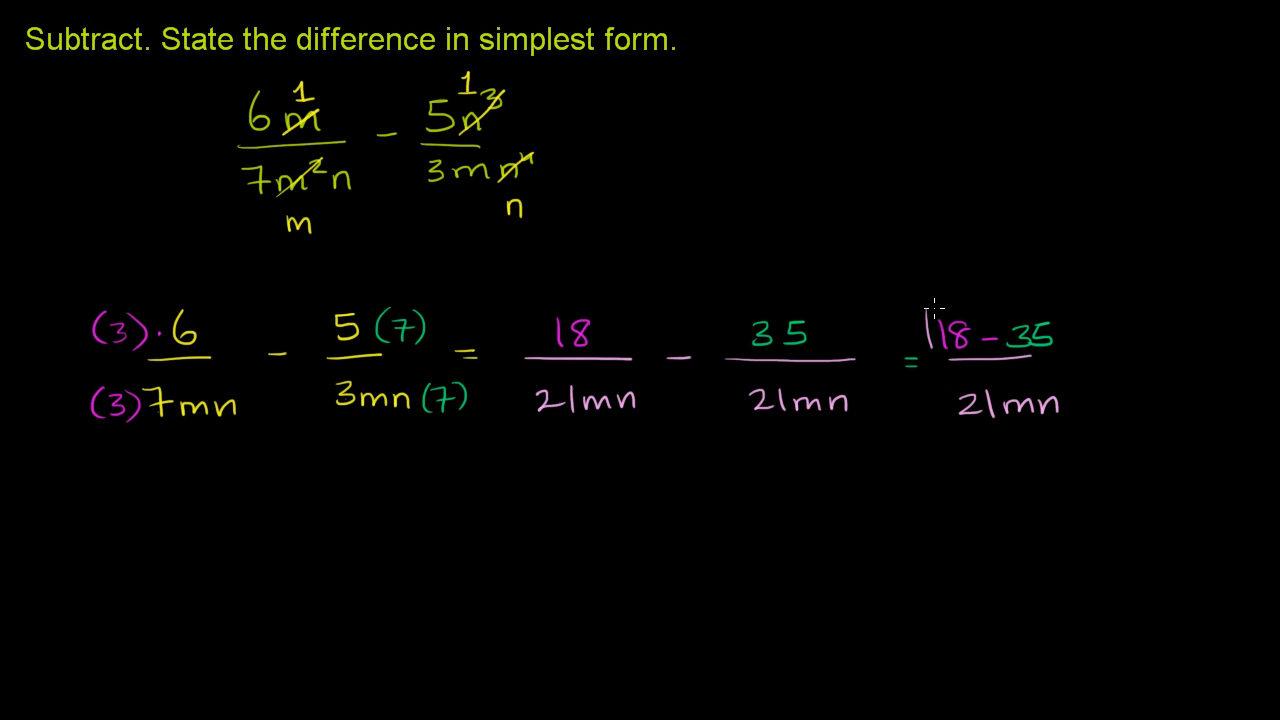 Subtract. State the difference in simplest form.
1 1
6m - 5n³
7m²n 3mn⁴
m n
(3)·6 - 5(7) = 18 - 35 = 18 - 35
(3)7mn 3mn(7) 21mn 21mn 21mn